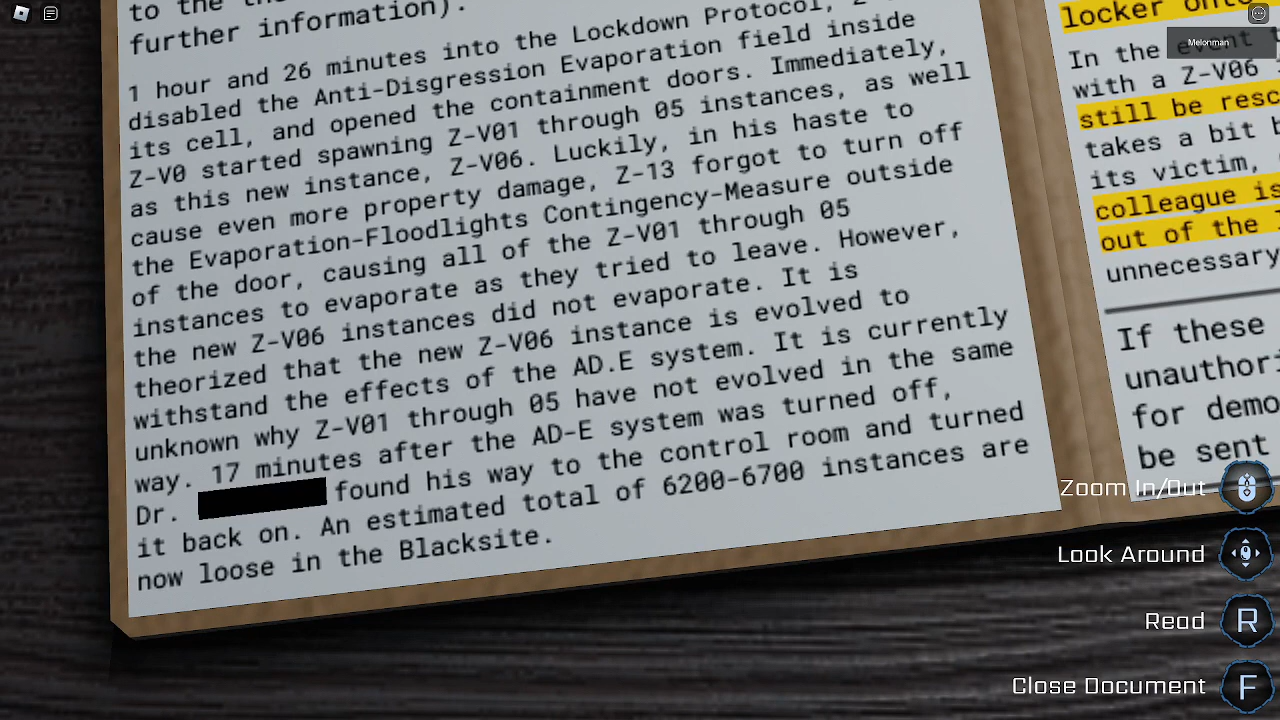 to the
further information).
1 hour and 26 minutes into the Lockdown Protocol,
disabled the Anti-Disgression Evaporation field inside
its cell, and opened the containment doors. Immediately,
Z-V0 started spawning Z-V01 through 05 instances, as well
as this new instance, Z-V06. Luckily, in his haste to
cause even more property damage, Z-13 forgot to turn off
the Evaporation-Floodlights Contingency-Measure outside
of the door, causing all of the Z-V01 through 05
instances to evaporate as they tried to leave. However,
the new Z-V06 instances did not evaporate. It is
theorized that the new Z-V06 instance is evolved to
withstand the effects of the AD.E system. It is currently
unknown why Z-V01 through 05 have not evolved in the same
way. 17 minutes after the AD-E system was turned off,
Dr. found his way to the control room and turned
it back on. An estimated total of 6200-6700 instances are
now loose in the Blacksite.
locker onto
In the event
with a Z-V06
still be resc
takes a bit
its victim,
colleague is
out of the
unnecessary
If these
unauthori
for demo
be sent
Melonman
Zoom In/Out
Look Around
Read R
Close Document F